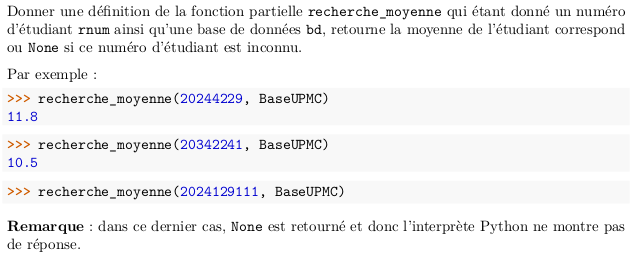 Donner une définition de la fonction partielle recherche_moyenne qui étant donné un numéro
d'étudiant rnum ainsi qu'une base de données bd, retourne la moyenne de l'étudiant correspond
ou None si ce numéro d'étudiant est inconnu.
Par exemple :
>>> recherche_moyenne(20244229, BaseUPMC)
11.8
>>> recherche_moyenne(20342241, BaseUPMC)
10.5
>>> recherche_moyenne(2024129111, BaseUPMC)
Remarque : dans ce dernier cas, None est retourné et donc l'interprète Python ne montre pas
de réponse.